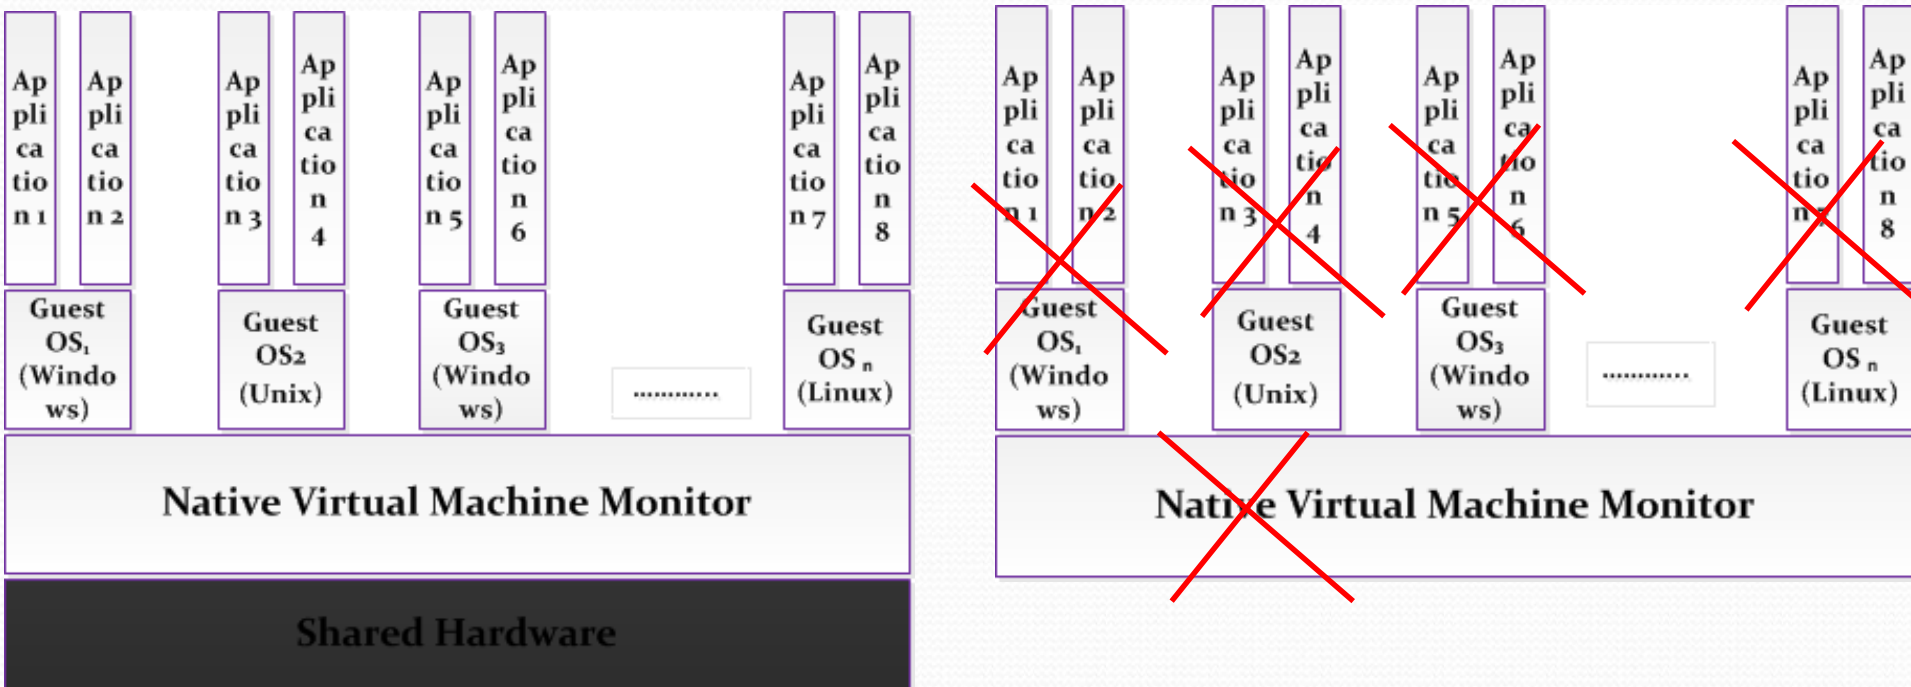 Ap
pli
ca
tio
n 1
Ap
pli
ca
tio
n 2
Ap
pli
ca
tio
n 3
Ap
pli
ca
tio
n
4
Ap
pli
ca
tio
n 5
Ap
pli
ca
tio
n
6
Ap
pli
ca
tio
n 7
Ap
pli
ca
tio
n
8
Guest
OS₁
(Windo
ws)
Guest
OS2
(Unix)
Guest
OS₃
(Windo
ws)
............
Guest
OS ₙ
(Linux)
Native Virtual Machine Monitor
Shared Hardware
Ap
pli
ca
tio
n 1
Ap
pli
ca
tio
n 2
Ap
pli
ca
tio
n 3
Ap
pli
ca
tio
n
4
Ap
pli
ca
tio
n 5
Ap
pli
ca
tio
n
6
Ap
pli
ca
tio
n 7
Ap
pli
ca
tio
n
8
Guest
OS₁
(Windo
ws)
Guest
OS2
(Unix)
Guest
OS₃
(Windo
ws)
............
Guest
OS ₙ
(Linux)
Native Virtual Machine Monitor